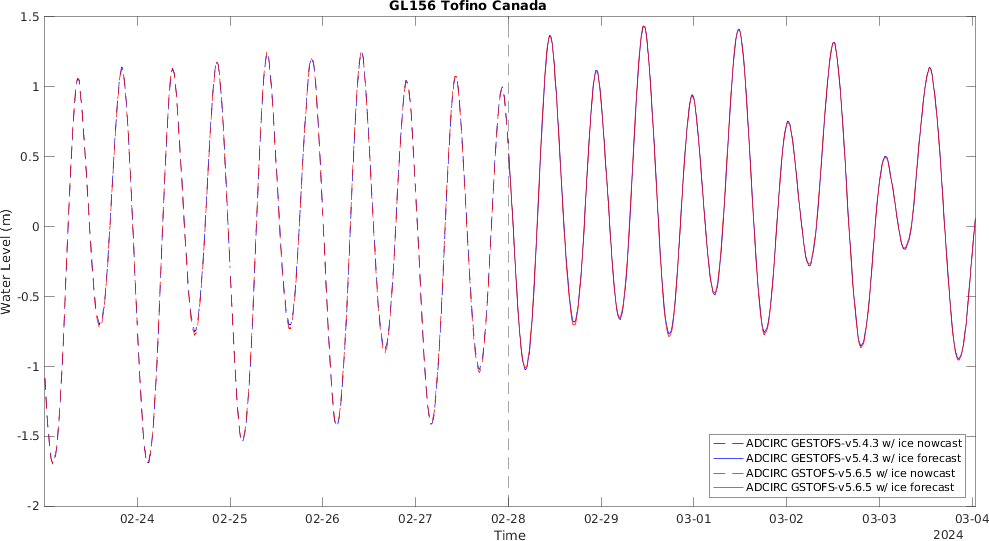 GL156 Tofino Canada
1.5
1
0.5
0
-0.5
-1
-1.5
-2
Water Level (m)
02-24 02-25 02-26 02-27 02-28 02-29 03-01 03-02 03-03 03-04
Time
2024
ADCIRC GESTOFS-v5.4.3 w/ ice nowcast
ADCIRC GESTOFS-v5.4.3 w/ ice forecast
ADCIRC GSTOFS-v5.6.5 w/ ice nowcast
ADCIRC GSTOFS-v5.6.5 w/ ice forecast